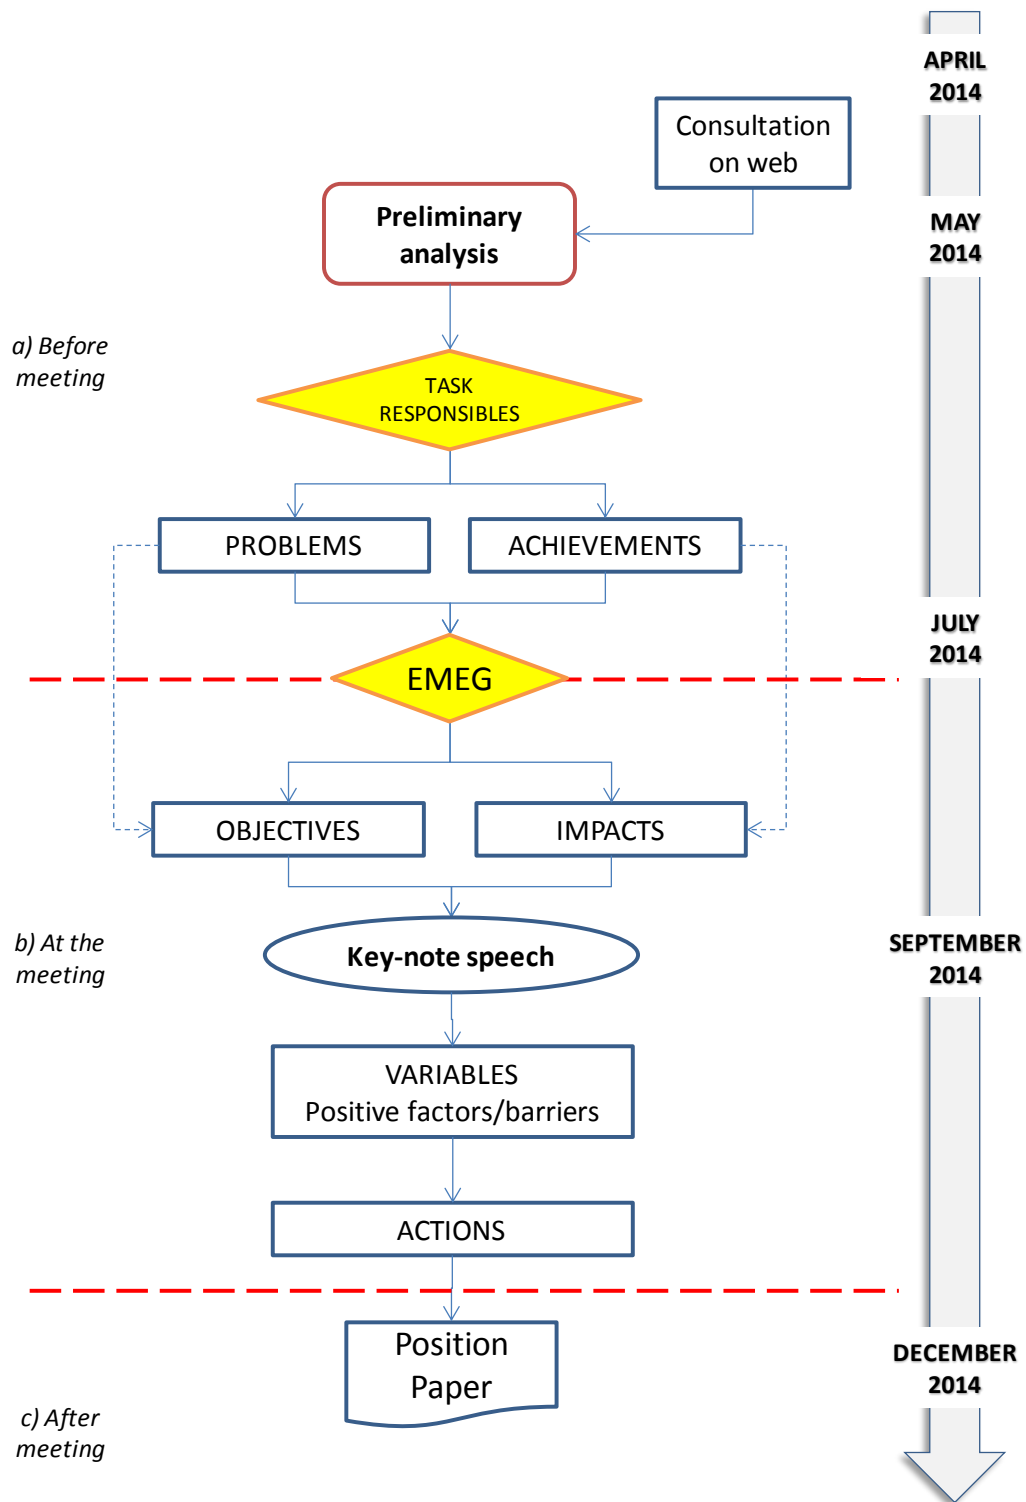 APRIL
2014
Consultation
on web
Preliminary
analysis
MAY
2014
a) Before
meeting
TASK
RESPONSIBLES
PROBLEMS
ACHIEVEMENTS
JULY
2014
EMEG
OBJECTIVES
IMPACTS
b) At the
meeting
Key-note speech
SEPTEMBER
2014
VARIABLES
Positive factors/barriers
ACTIONS
Position
Paper
DECEMBER
2014
c) After
meeting